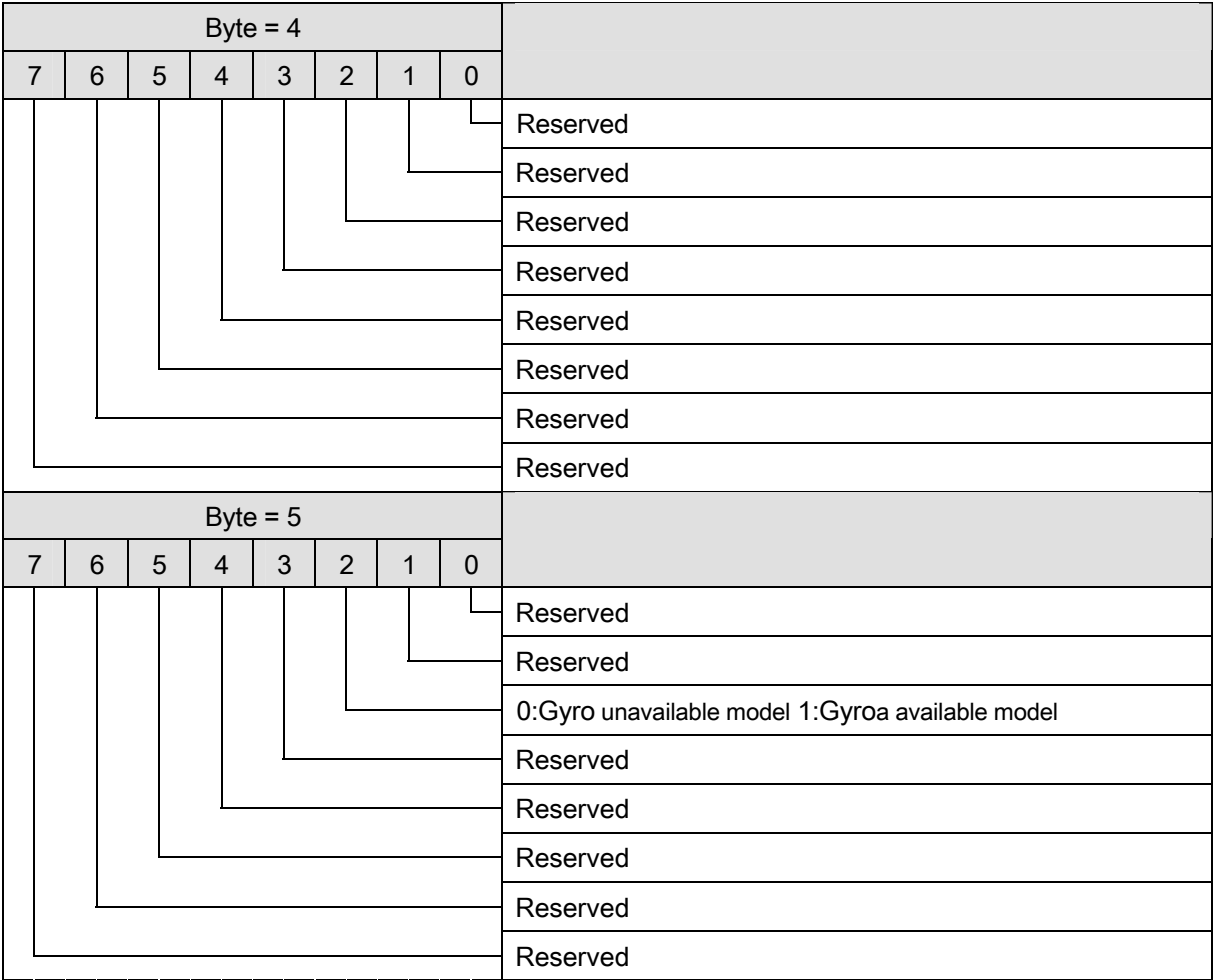 Byte = 4
7 6 5 4 3 2 1 0
Reserved
Reserved
Reserved
Reserved
Reserved
Reserved
Reserved
Reserved
Byte = 5
7 6 5 4 3 2 1 0
Reserved
Reserved
0:Gyro unavailable model 1:Gyroa available model
Reserved
Reserved
Reserved
Reserved
Reserved